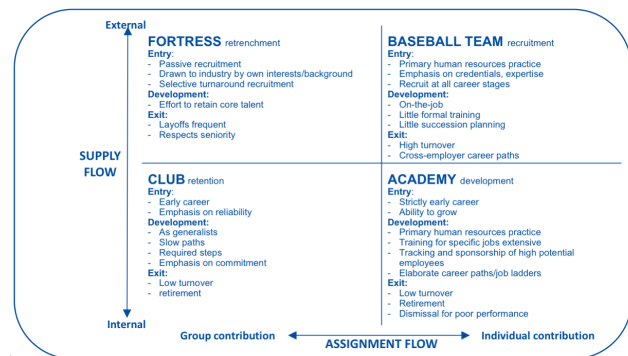 External
FORTRESS retrenchment
Entry:
- Passive recruitment
- Drawn to industry by own interests/background
- Selective turnaround recruitment
Development:
- Effort to retain core talent
Exit:
- Layoffs frequent
- Respects seniority
BASEBALL TEAM recruitment
Entry:
- Primary human resources practice
- Emphasis on credentials, expertise
- Recruit at all career stages
Development:
- On-the-job
- Little formal training
- Little succession planning
Exit:
- High turnover
- Cross-employer career paths
SUPPLY
FLOW
CLUB retention
Entry:
- Early career
- Emphasis on reliability
Development:
- As generalists
- Slow paths
- Required steps
- Emphasis on commitment
Exit:
- Low turnover
- retirement
ACADEMY development
Entry:
- Strictly early career
- Ability to grow
Development:
- Primary human resources practice
- Training for specific jobs extensive
- Tracking and sponsorship of high potential
employees
- Elaborate career paths/job ladders
Exit:
- Low turnover
- Retirement
- Dismissal for poor performance
Internal
Group contribution
ASSIGNMENT FLOW
Individual contribution